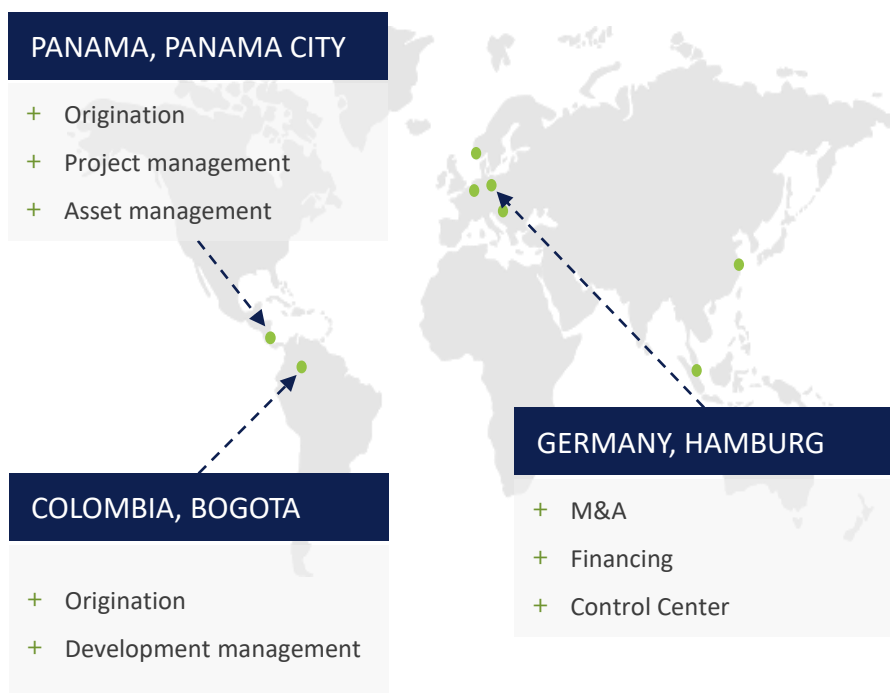 PANAMA, PANAMA CITY
+ Origination
+ Project management
+ Asset management
COLOMBIA, BOGOTA
+ Origination
+ Development management
GERMANY, HAMBURG
+ M&A
+ Financing
+ Control Center